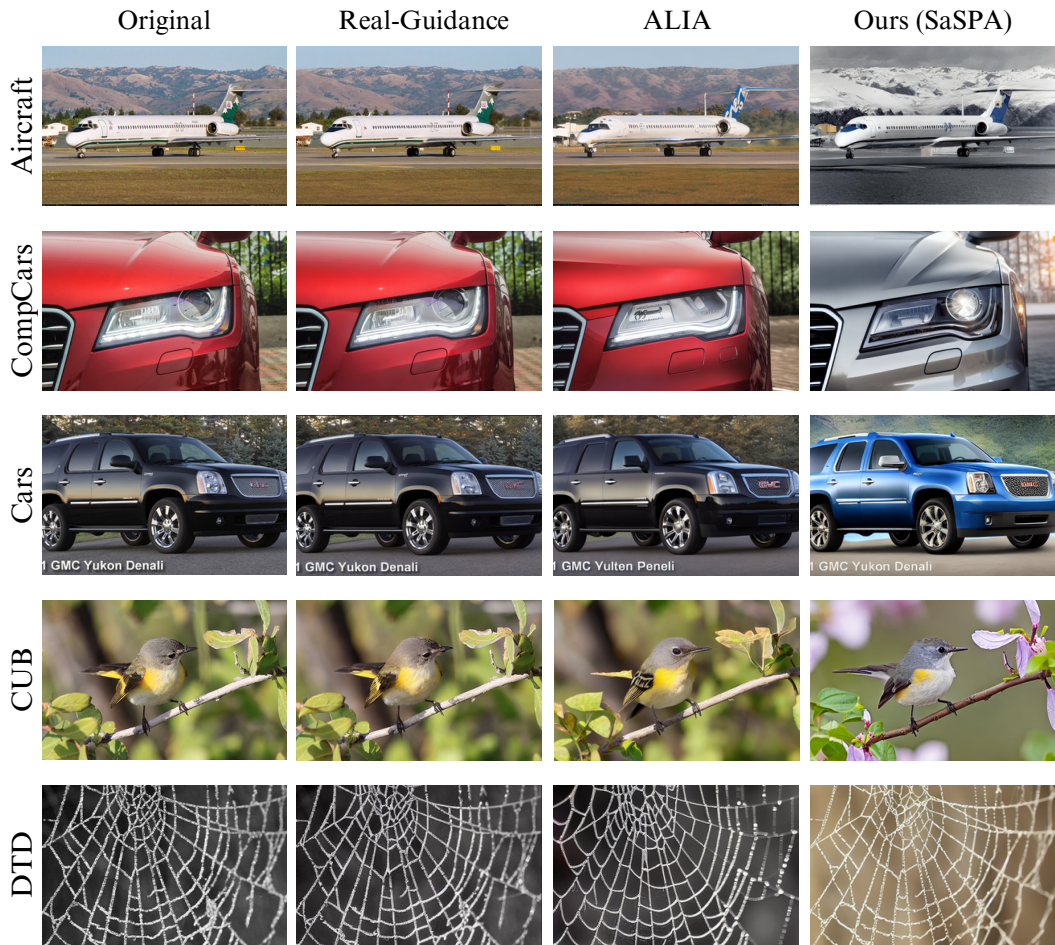 Original Real-Guidance ALIA Ours (SaSPA)
Aircraft
CompCars
Cars
GMC
1 GMC Yukon Denali 1 GMC Yukon Denali 1 GMC Yulten Peneli 1 GMC Yukon Denali
CUB
DTD